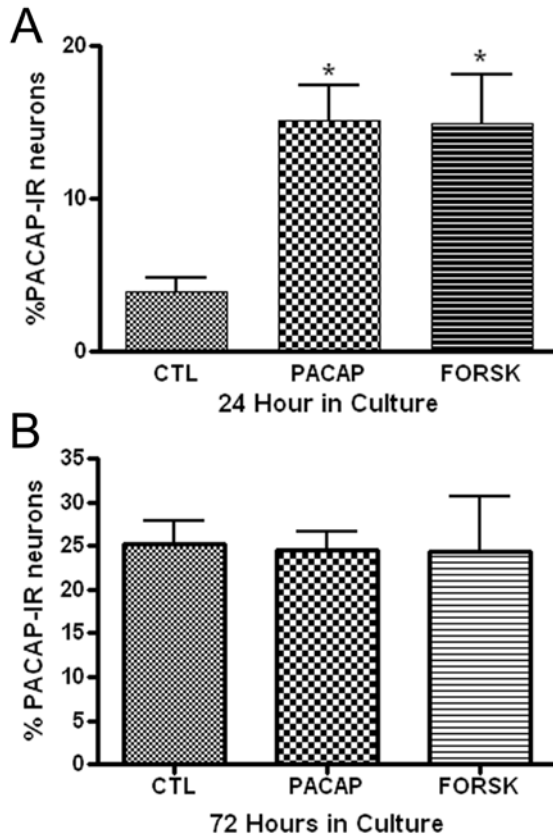 A
%PACAP-IR neurons
20
10
0
* *
CTL PACAP FORSK
24 Hour in Culture
B
% PACAP-IR neurons
35
30
25
20
15
10
5
0
CTL PACAP FORSK
72 Hours in Culture